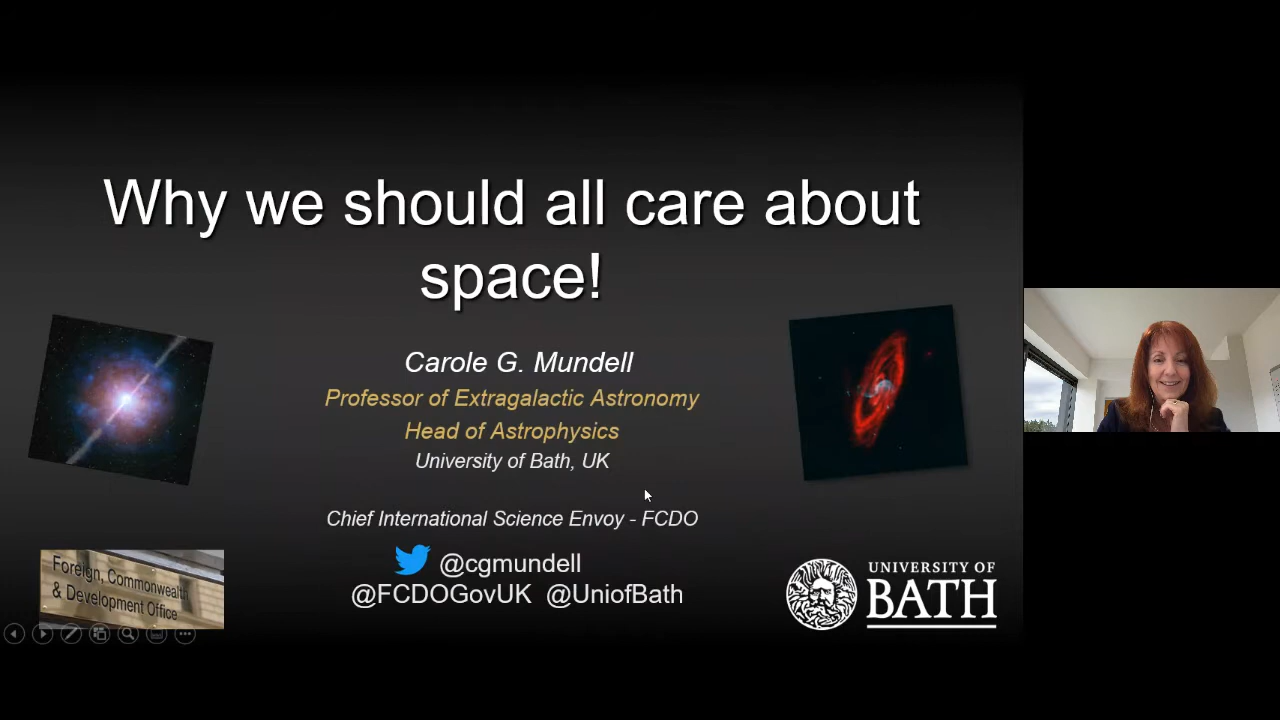 Why we should all care about
space!
Carole G. Mundell
Professor of Extragalactic Astronomy
Head of Astrophysics
University of Bath, UK
Chief International Science Envoy - FCDO
@cgmundell
@FCDOGovUK @UniofBath
Foreign, Commonwealth
& Development Office
UNIVERSITY OF
BATH